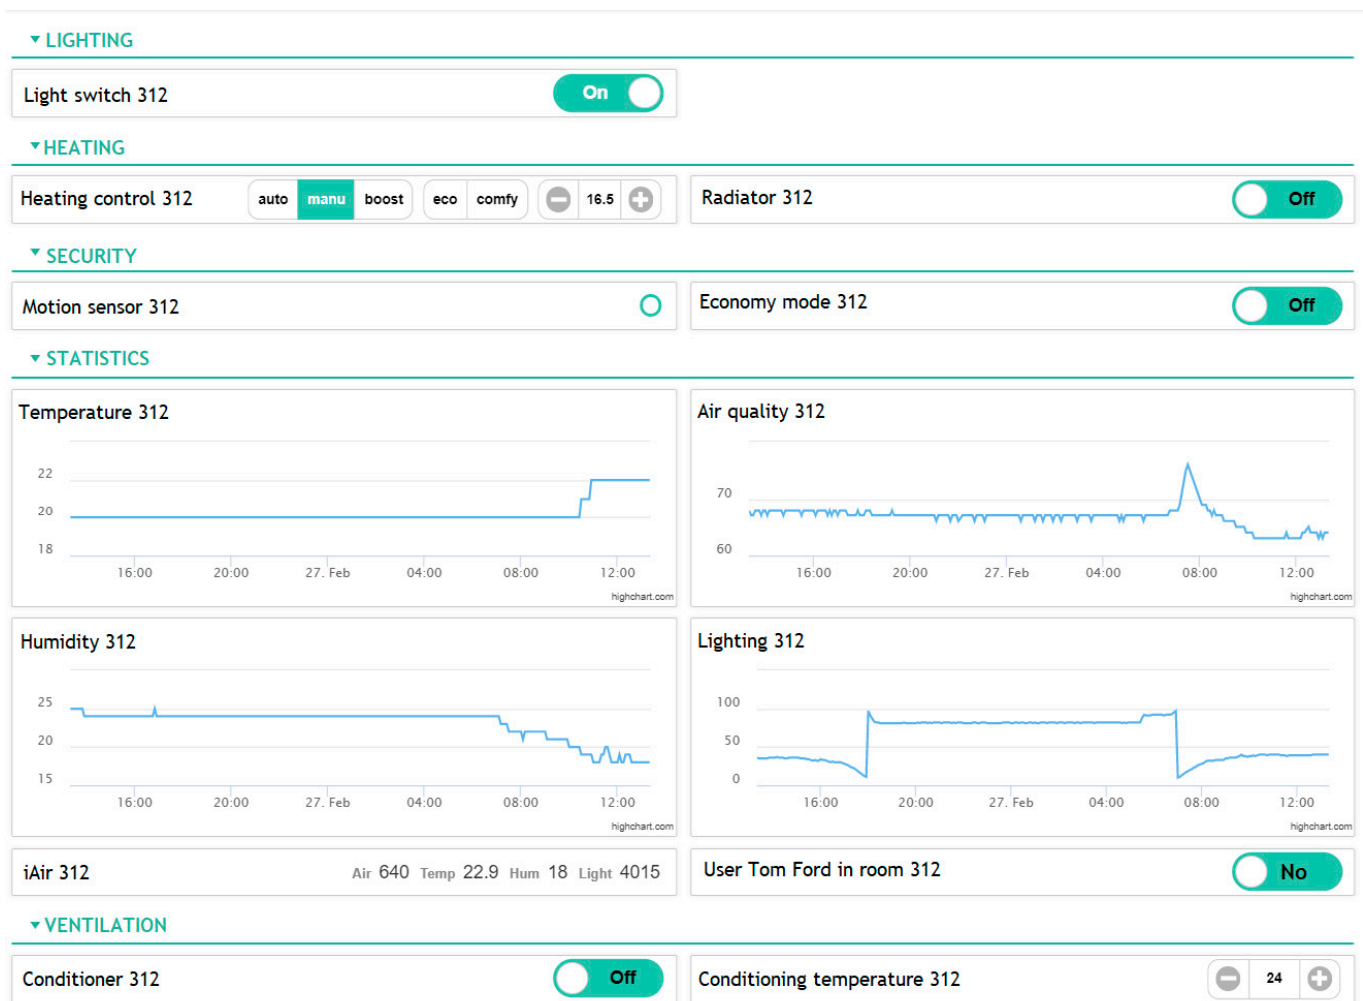 LIGHTING
Light switch 312 On
HEATING
Heating control 312 auto manu boost eco comfy 16.5
Radiator 312 Off
SECURITY
Motion sensor 312
Economy mode 312 Off
STATISTICS
Temperature 312
22
20
18
16:00 20:00 27. Feb 04:00 08:00 12:00
highchart.com
Air quality 312
70
60
16:00 20:00 27. Feb 04:00 08:00 12:00
highchart.com
Humidity 312
25
20
15
16:00 20:00 27. Feb 04:00 08:00 12:00
highchart.com
Lighting 312
100
50
0
16:00 20:00 27. Feb 04:00 08:00 12:00
highchart.com
iAir 312 Air 640 Temp 22.9 Hum 18 Light 4015
User Tom Ford in room 312 No
VENTILATION
Conditioner 312 Off
Conditioning temperature 312 24